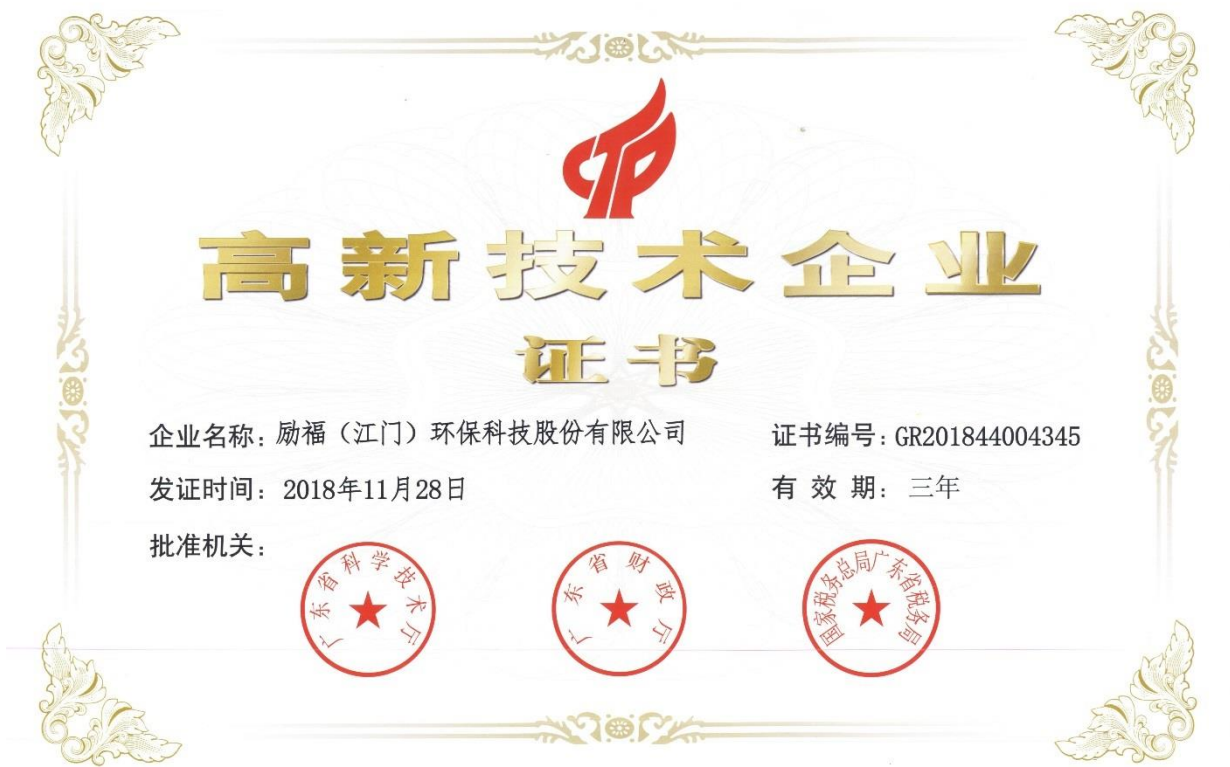 高新技术企业
证书
企业名称：励福（江门）环保科技股份有限公司 证书编号：GR201844004345
发证时间：2018年11月28日 有效期：三年
批准机关：
广东省科学技术厅
广东省财政厅
国家税务总局广东省税务局